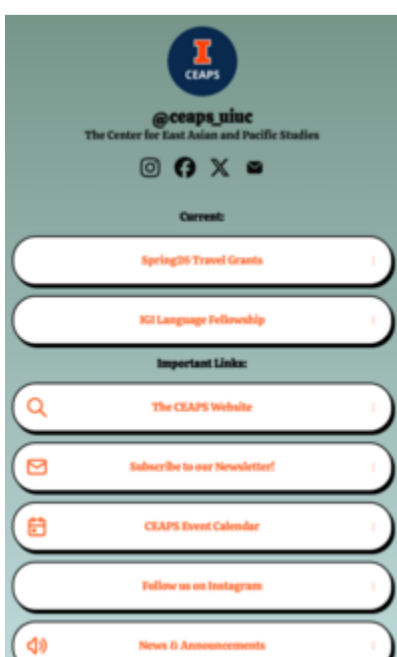 I
CEAPS
@ceaps_uiuc
The Center for East Asian and Pacific Studies
Current:
Spring26 Travel Grants
IGI Language Fellowship
Important Links:
The CEAPS Website
Subscribe to our Newsletter!
CEAPS Event Calendar
Follow us on Instagram
News & Announcements